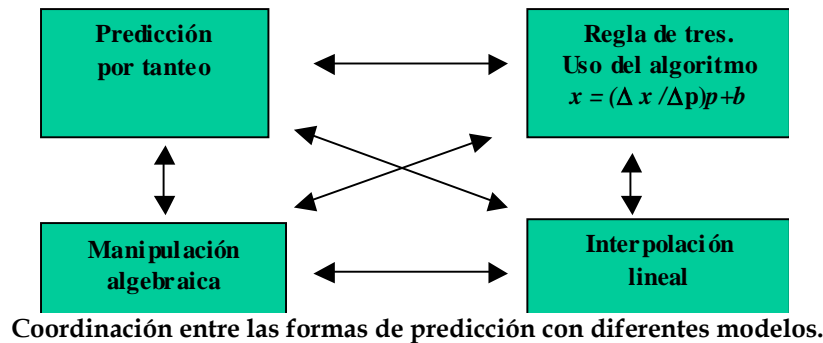 Predicción
por tanteo
Regla de tres.
Uso del algoritmo
x = (Δ x /Δp)p+b
Manipulación
algebraica
Interpolación
lineal
Coordinación entre las formas de predicción con diferentes modelos.